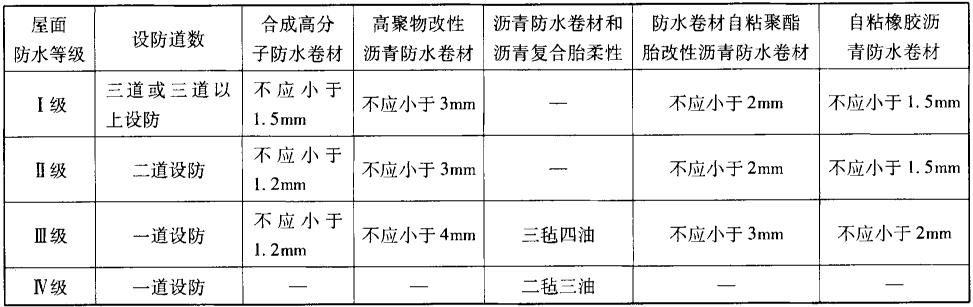 屋面
防水等级
设防道数
合成高分
子防水卷材
高聚物改性
沥青防水卷材
沥青防水卷材和
沥青复合胎柔性
防水卷材自粘聚酯
胎改性沥青防水卷材
自粘橡胶沥
青防水卷材
Ⅰ级
三道或三道以
上设防
不应小于
1.5mm
不应小于3mm
—
不应小于2mm
不应小于1.5mm
Ⅱ级
二道设防
不应小于
1.2mm
不应小于3mm
—
不应小于2mm
不应小于1.5mm
Ⅲ级
一道设防
不应小于
1.2mm
不应小于4mm
三毡四油
不应小于3mm
不应小于2mm
Ⅳ级
一道设防
—
—
二毡三油
—
—